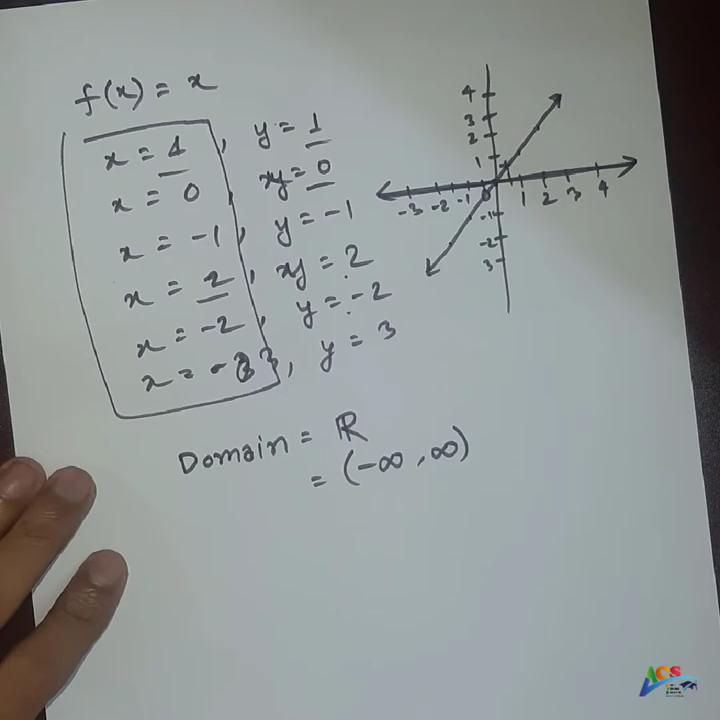 f(x) = x
x = 1, y = 1
x = 0, y = 0
x = -1, y = -1
x = 2, y = 2
x = -2, y = -2
x = 3, y = 3
Domain = ℝ
= (-∞, ∞)
4
3
2
1
-3 -2 -1 0 1 2 3 4
-1
-2
3
ACS